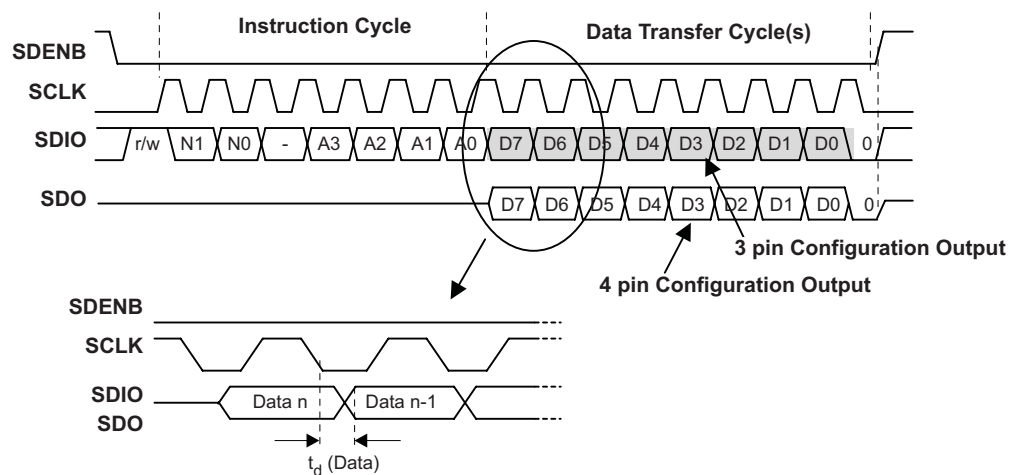 Instruction Cycle Data Transfer Cycle(s)
SDENB
SCLK
SDIO r/w N1 N0 - A3 A2 A1 A0 D7 D6 D5 D4 D3 D2 D1 D0 0
SDO D7 D6 D5 D4 D3 D2 D1 D0 0
3 pin Configuration Output
4 pin Configuration Output
SDENB
SCLK
SDIO Data n Data n-1
SDO
td (Data)